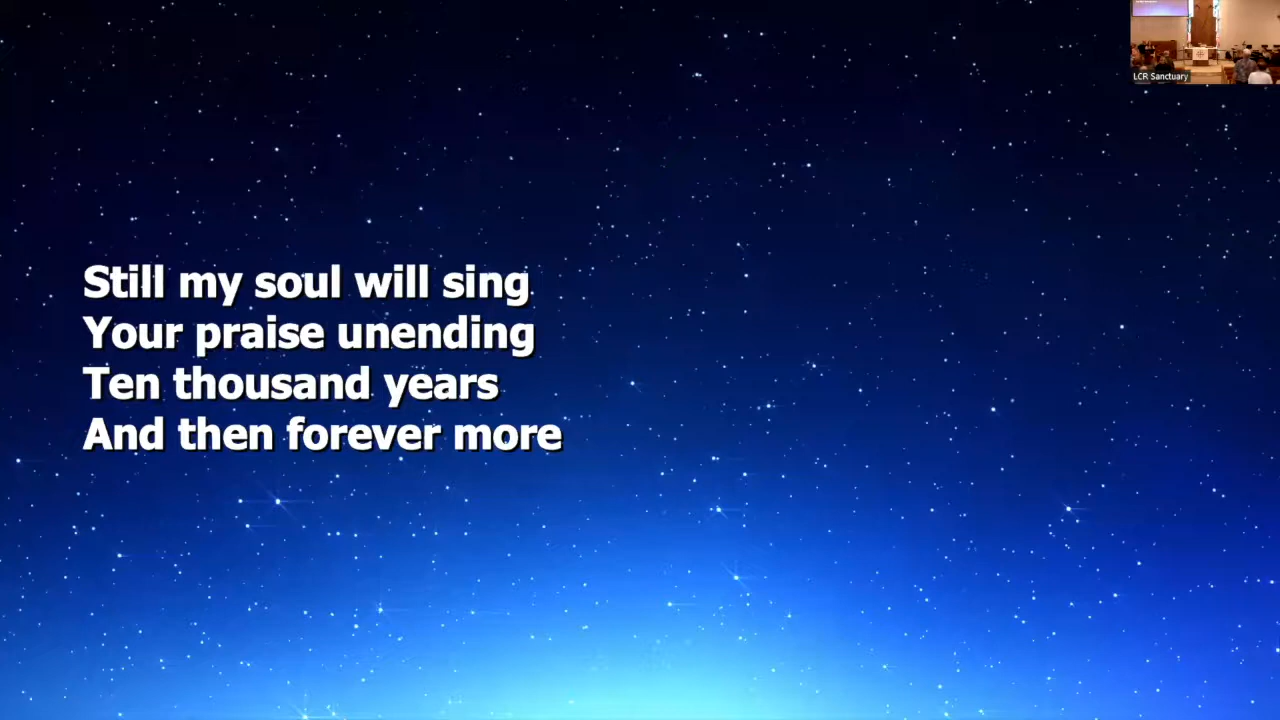 LCR Sanctuary
Still my soul will sing
Your praise unending
Ten thousand years
And then forever more